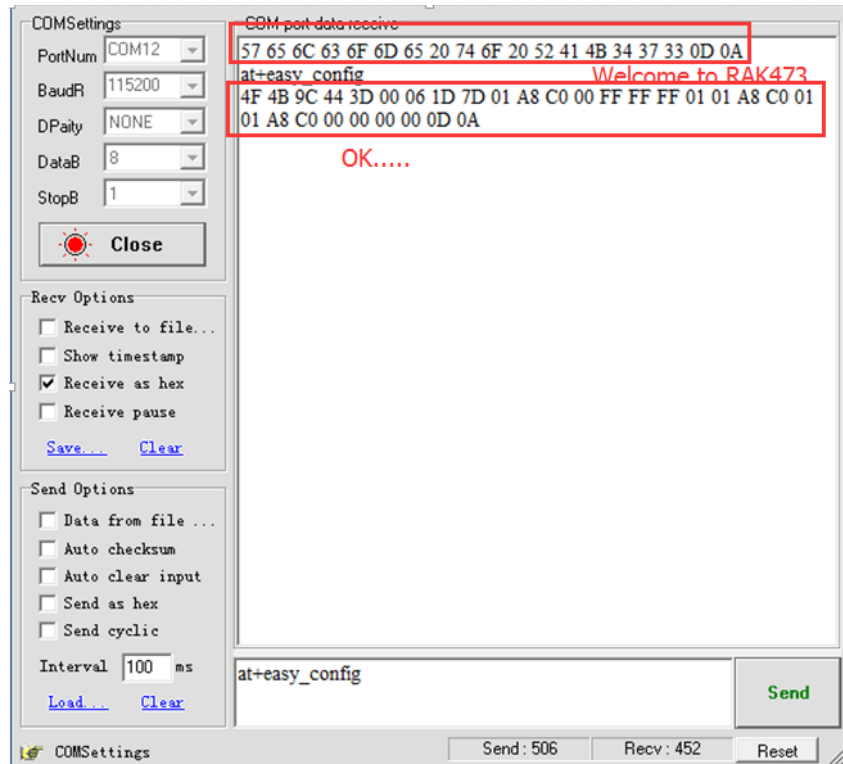 COMSettings
PortNum COM12
BaudR 115200
DPaity NONE
DataB 8
StopB 1
Close
Recv Options
Receive to file...
Show timestamp
Receive as hex
Receive pause
Save... Clear
Send Options
Data from file ...
Auto checksum
Auto clear input
Send as hex
Send cyclic
Interval 100 ms
Load... Clear
COM port data receive
57 65 6C 63 6F 6D 65 20 74 6F 20 52 41 4B 34 37 33 0D 0A
at+easy_config
Welcome to RAK473
4F 4B 9C 44 3D 00 06 1D 7D 01 A8 C0 00 FF FF FF 01 01 A8 C0 01
01 A8 C0 00 00 00 00 0D 0A
OK.....
at+easy_config
Send
COMSettings
Send : 506
Recv : 452
Reset